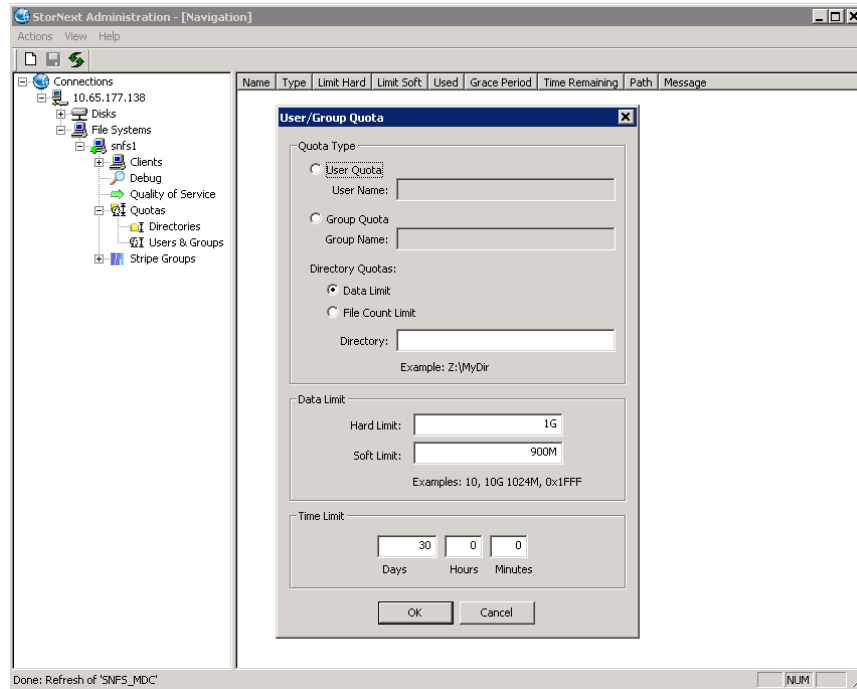 StorNext Administration - [Navigation]
Actions View Help
Connections
10.65.177.138
Disks
File Systems
snfs1
Clients
Debug
Quality of Service
Quotas
Directories
Users & Groups
Stripe Groups
Name Type Limit Hard Limit Soft Used Grace Period Time Remaining Path Message
User/Group Quota
Quota Type
User Quota
User Name:
Group Quota
Group Name:
Directory Quotas:
Data Limit
File Count Limit
Directory:
Example: Z:\MyDir
Data Limit
Hard Limit: 1G
Soft Limit: 900M
Examples: 10, 10G 1024M, 0x1FFF
Time Limit
30 0 0
Days Hours Minutes
OK Cancel
Done: Refresh of 'SNFS_MDC'
NUM